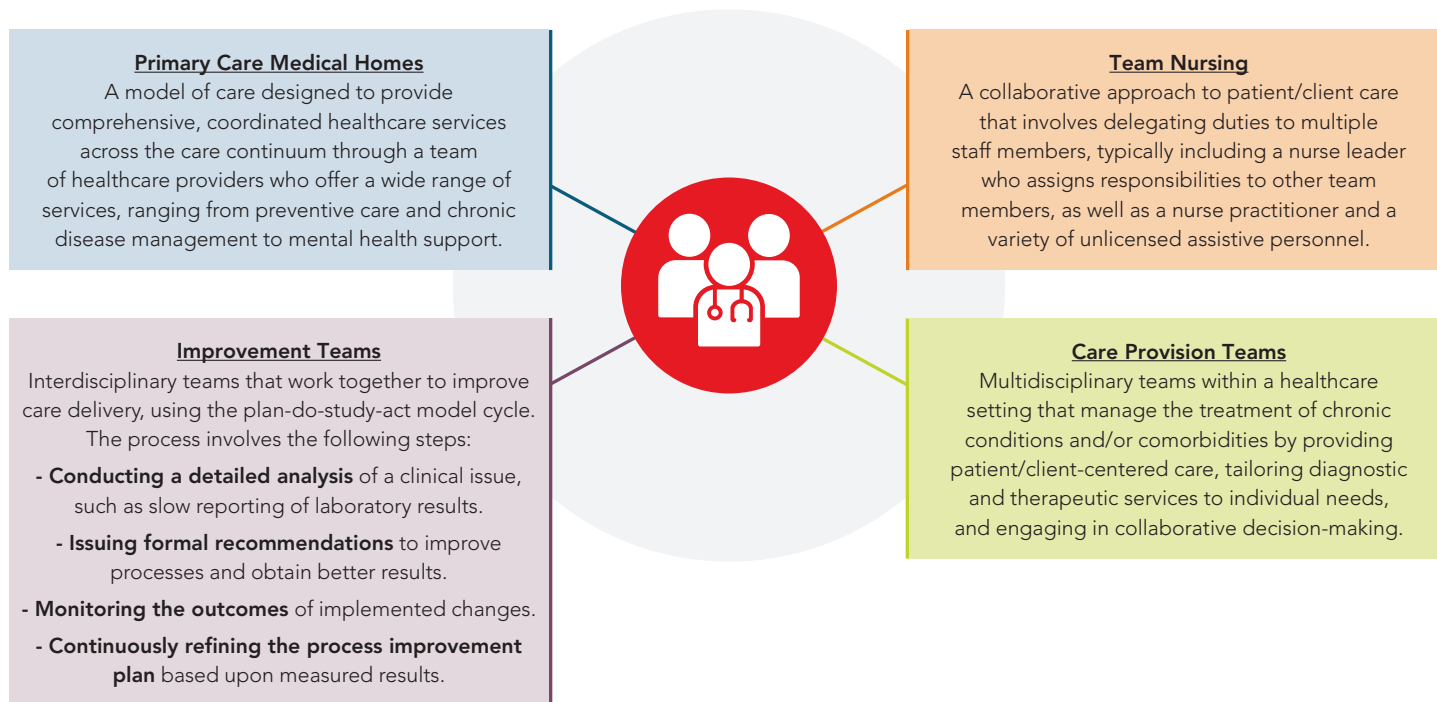 Primary Care Medical Homes
A model of care designed to provide
comprehensive, coordinated healthcare services
across the care continuum through a team
of healthcare providers who offer a wide range of
services, ranging from preventive care and chronic
disease management to mental health support.
Team Nursing
A collaborative approach to patient/client care
that involves delegating duties to multiple
staff members, typically including a nurse leader
who assigns responsibilities to other team
members, as well as a nurse practitioner and a
variety of unlicensed assistive personnel.
Improvement Teams
Interdisciplinary teams that work together to improve
care delivery, using the plan-do-study-act model cycle.
The process involves the following steps:
- Conducting a detailed analysis of a clinical issue,
such as slow reporting of laboratory results.
- Issuing formal recommendations to improve
processes and obtain better results.
- Monitoring the outcomes of implemented changes.
- Continuously refining the process improvement
plan based upon measured results.
Care Provision Teams
Multidisciplinary teams within a healthcare
setting that manage the treatment of chronic
conditions and/or comorbidities by providing
patient/client-centered care, tailoring diagnostic
and therapeutic services to individual needs,
and engaging in collaborative decision-making.